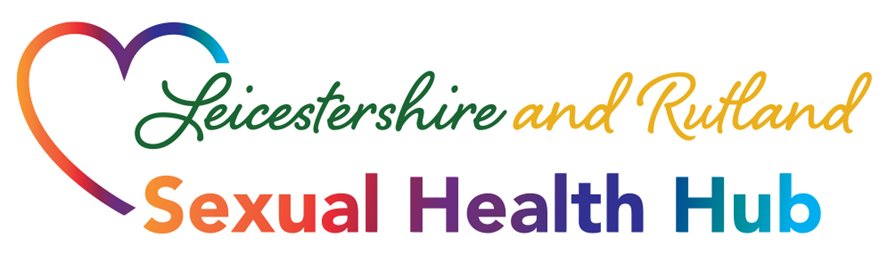 Leicestershire and Rutland
Sexual Health Hub